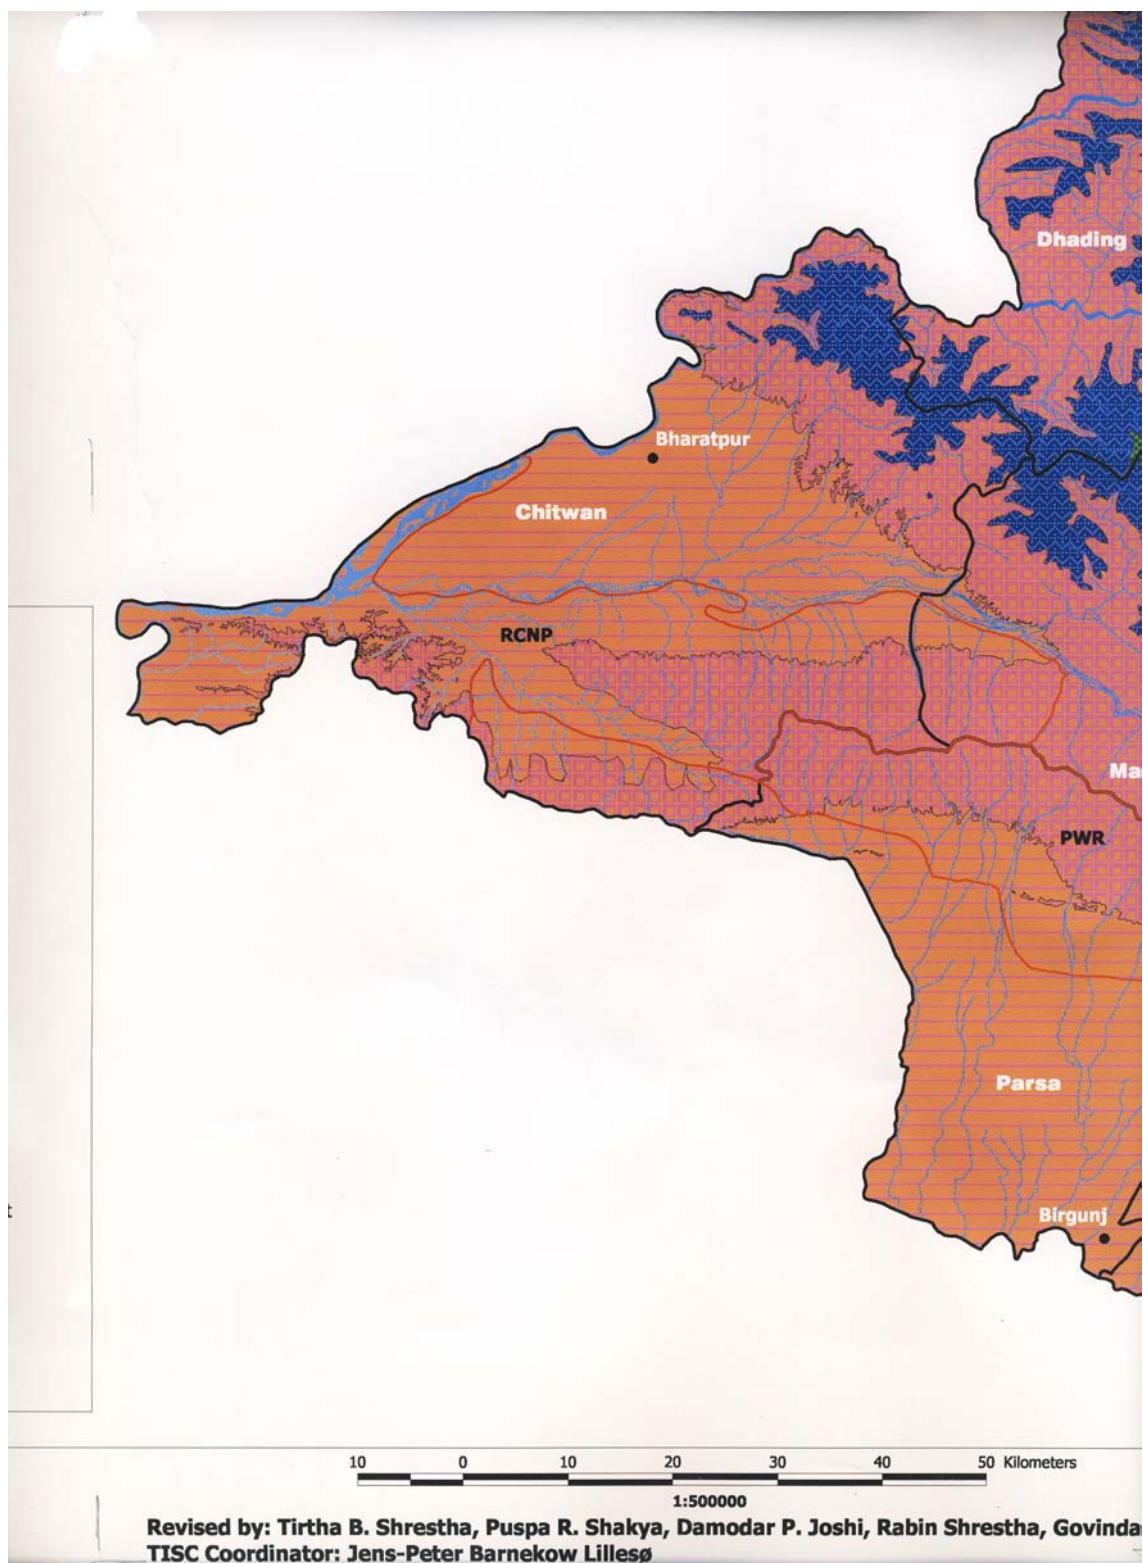 Dhading
Bharatpur
Chitwan
RCNP
Ma
PWR
Parsa
Birgunj
10 0 10 20 30 40 50 Kilometers
1:500000
Revised by: Tirtha B. Shrestha, Puspa R. Shakya, Damodar P. Joshi, Rabin Shrestha, Govinda
TISC Coordinator: Jens-Peter Barnekow Lillesø